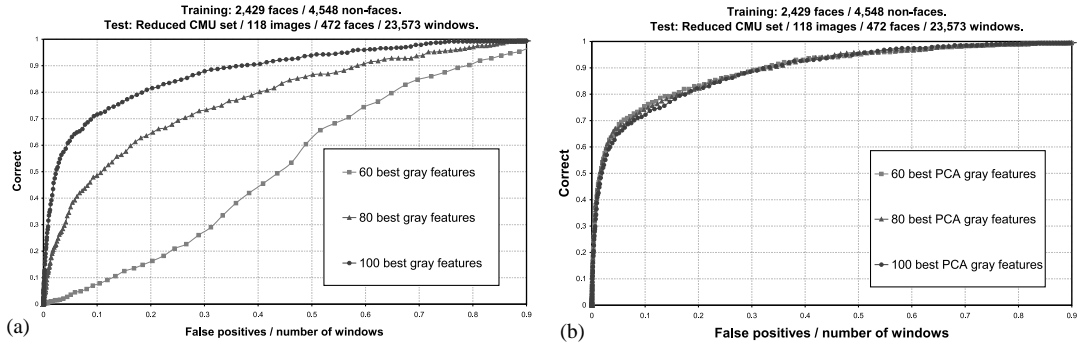 Training: 2,429 faces / 4,548 non-faces.
Test: Reduced CMU set / 118 images / 472 faces / 23,573 windows.
1
0.9
0.8
0.7
0.6
0.5
0.4
0.3
0.2
0.1
0
Correct
60 best gray features
80 best gray features
100 best gray features
0 0.1 0.2 0.3 0.4 0.5 0.6 0.7 0.8 0.9
False positives / number of windows
(a)
Training: 2,429 faces / 4,548 non-faces.
Test: Reduced CMU set / 118 images / 472 faces / 23,573 windows.
1
0.9
0.8
0.7
0.6
0.5
0.4
0.3
0.2
0.1
0
Correct
60 best PCA gray features
80 best PCA gray features
100 best PCA gray features
0 0.1 0.2 0.3 0.4 0.5 0.6 0.7 0.8 0.9
False positives / number of windows
(b)